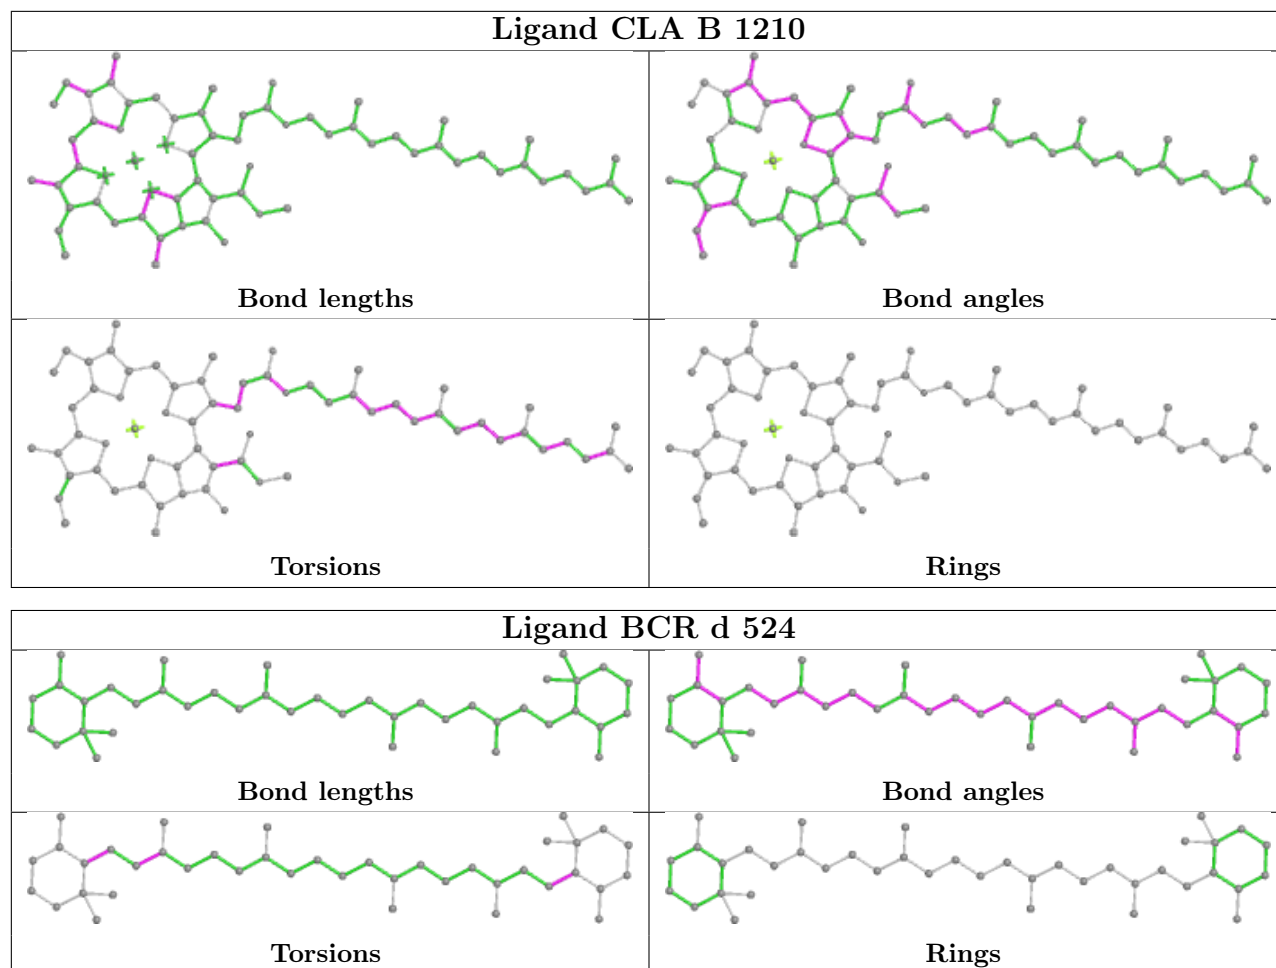 Ligand CLA B 1210
Bond lengths
Bond angles
Torsions
Rings
Ligand BCR d 524
Bond lengths
Bond angles
Torsions
Rings